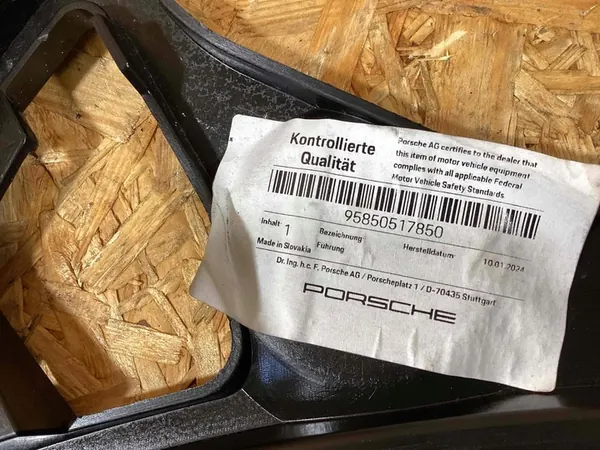 Kontrollierte
Qualität
Porsche AG certifies to the dealer that
this item of motor vehicle equipment
complies with all applicable Federal
Motor Vehicle Safety Standards
95850517850
Inhalt 1 Bezeichnung Herstelldatum 10.01.2024
Made in Slovakia Führung
Dr. Ing. h.c. F. Porsche AG / Porscheplatz 1 / D-70435 Stuttgart
PORSCHE